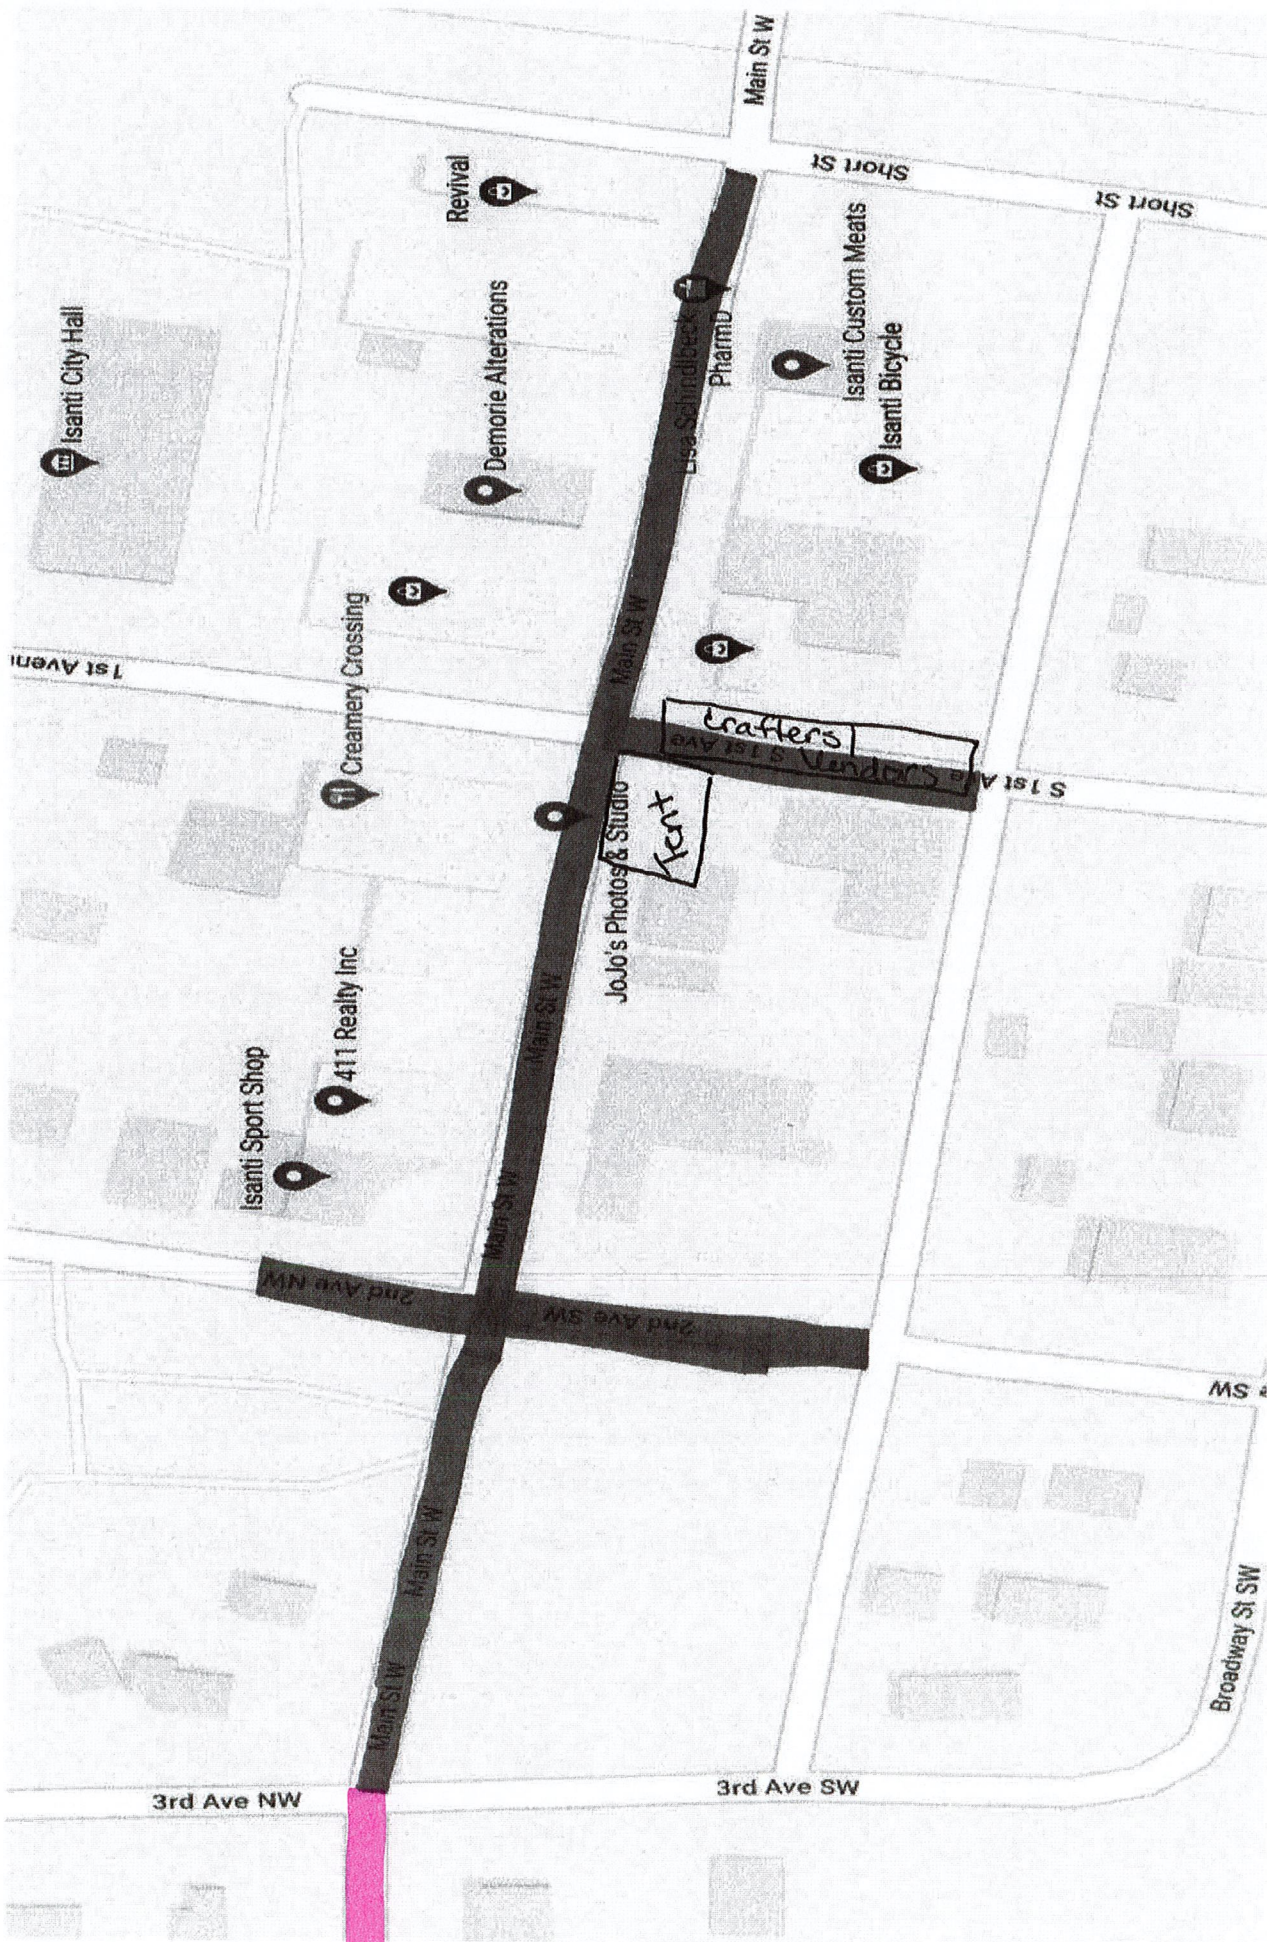 Main St W
Short St
Short St
Revival
Isanti City Hall
Demorie Alterations
Lisa Schindlbeck
PharmD
Isanti Custom Meats
Isanti Bicycle
1st Avenu
Creamery Crossing
Main St W
crafters
S 1st Ave
Vendors
S 1st Ave
Tent
JoJo's Photos & Studio
411 Realty Inc
Isanti Sport Shop
Main St W
Main St W
2nd Ave NW
2nd Ave SW
e SW
Main St W
Main St W
Broadway St SW
3rd Ave NW
3rd Ave SW